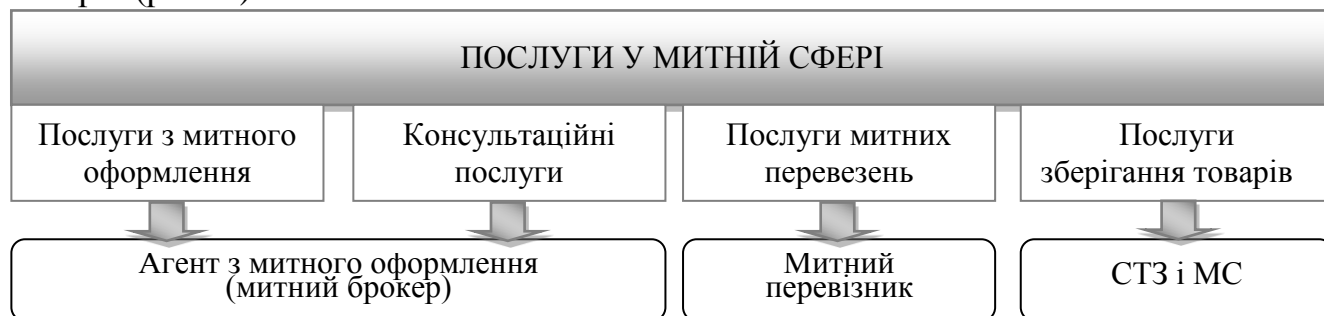 ПОСЛУГИ У МИТНІЙ СФЕРІ
Послуги з митного
оформлення
Консультаційні
послуги
Послуги митних
перевезень
Послуги
зберігання товарів
Агент з митного оформлення
(митний брокер)
Митний
перевізник
СТЗ і МС